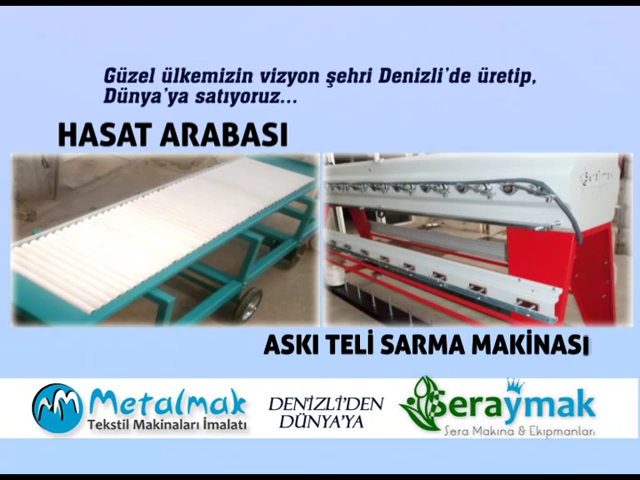 Güzel ülkemizin vizyon şehri Denizli'de üretip,
Dünya'ya satıyoruz...
HASAT ARABASI
ASKI TELİ SARMA MAKİNASI
Metalmak
Tekstil Makinaları İmalatı
DENİZLİ'DEN
DÜNYA'YA
Seraymak
Sera Makina & Ekipmanları